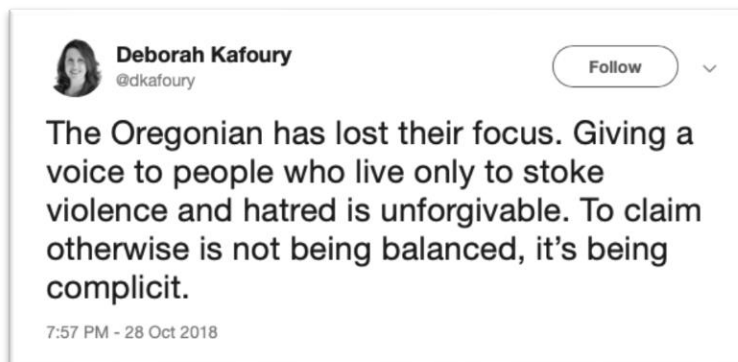 Deborah Kafoury
@dkafoury
Follow
The Oregonian has lost their focus. Giving a
voice to people who live only to stoke
violence and hatred is unforgivable. To claim
otherwise is not being balanced, it’s being
complicit.
7:57 PM - 28 Oct 2018